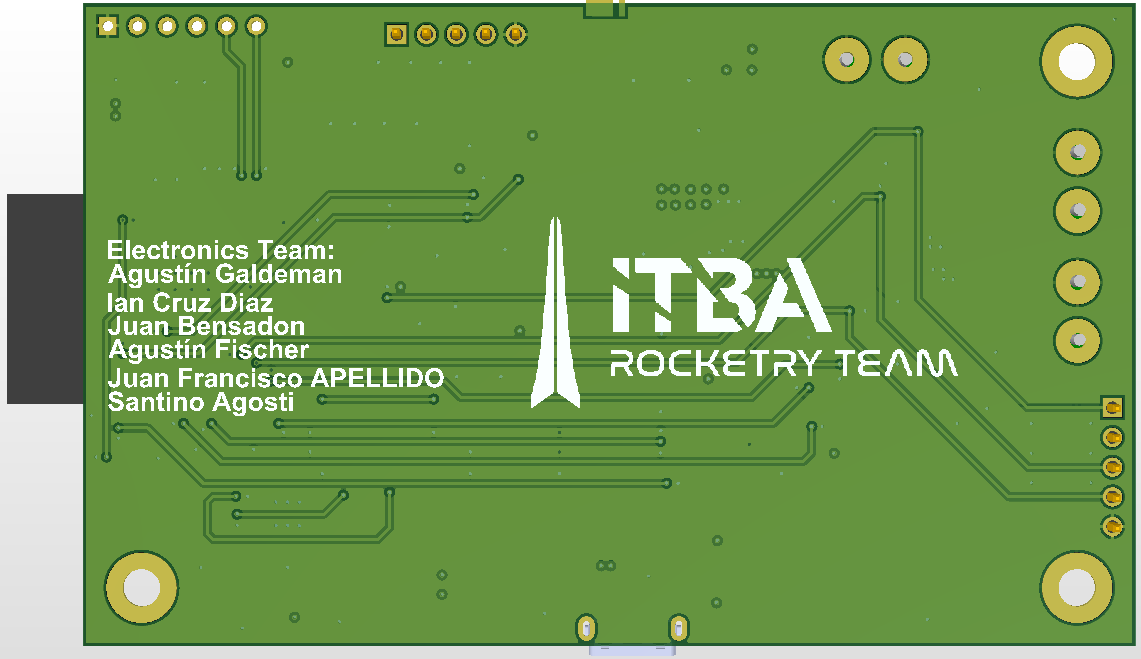 Electronics Team:
Agustín Galdeman
Ian Cruz Diaz
Juan Bensadon
Agustín Fischer
Juan Francisco APELLIDO
Santino Agosti
ITBA
ROCKETRY TEAM